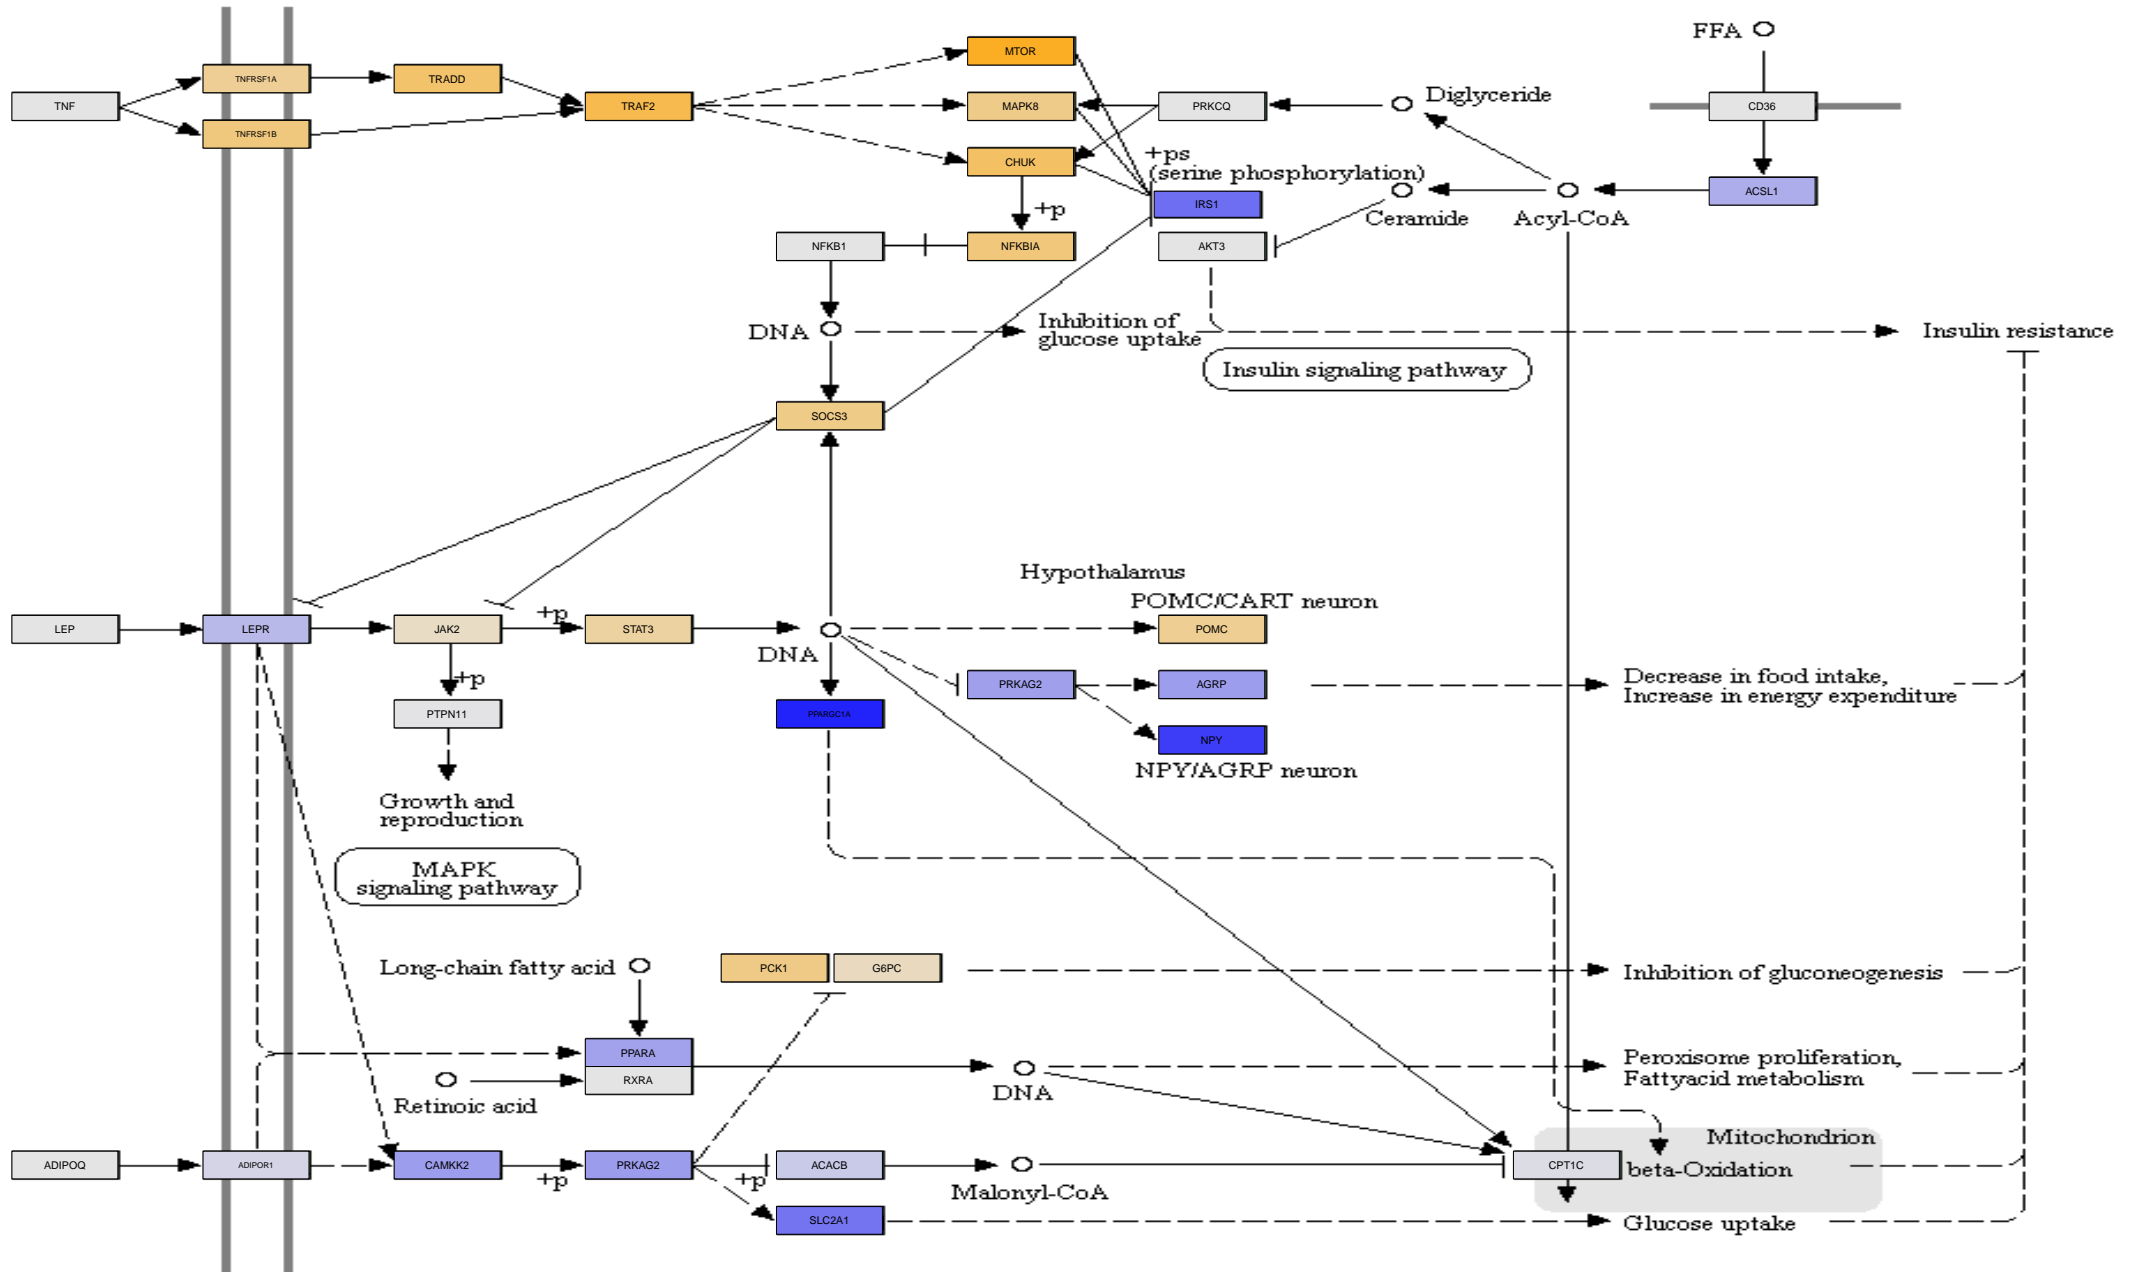 FFA
MTOR
TNFRSF1A
TRADD
TNF
TRAF2
MAPK8
PRKCQ
Diglyceride
CD36
TNFRSF1B
CHUK
+ps
(serine phosphorylation)
IRS1
ACSL1
+p
Ceramide
Acyl-CoA
NFKB1
NFKBIA
AKT3
DNA
Inhibition of
glucose uptake
Insulin resistance
Insulin signaling pathway
SOCS3
Hypothalamus
POMC/CART neuron
LEP
LEPR
JAK2
+p
STAT3
POMC
DNA
+p
PRKAG2
AGRP
Decrease in food intake,
Increase in energy expenditure
PTPN11
PPARGC1A
NPY
NPY/AGRP neuron
Growth and
reproduction
MAPK
signaling pathway
Long-chain fatty acid
PCK1
G6PC
Inhibition of gluconeogenesis
PPARA
RXRA
Retinoic acid
DNA
Peroxisome proliferation,
Fattyacid metabolism
Mitochondrion
ADIPOQ
ADIPOR1
CAMKK2
+p
PRKAG2
+p
ACACB
Malonyl-CoA
CPT1C
beta-Oxidation
SLC2A1
Glucose uptake